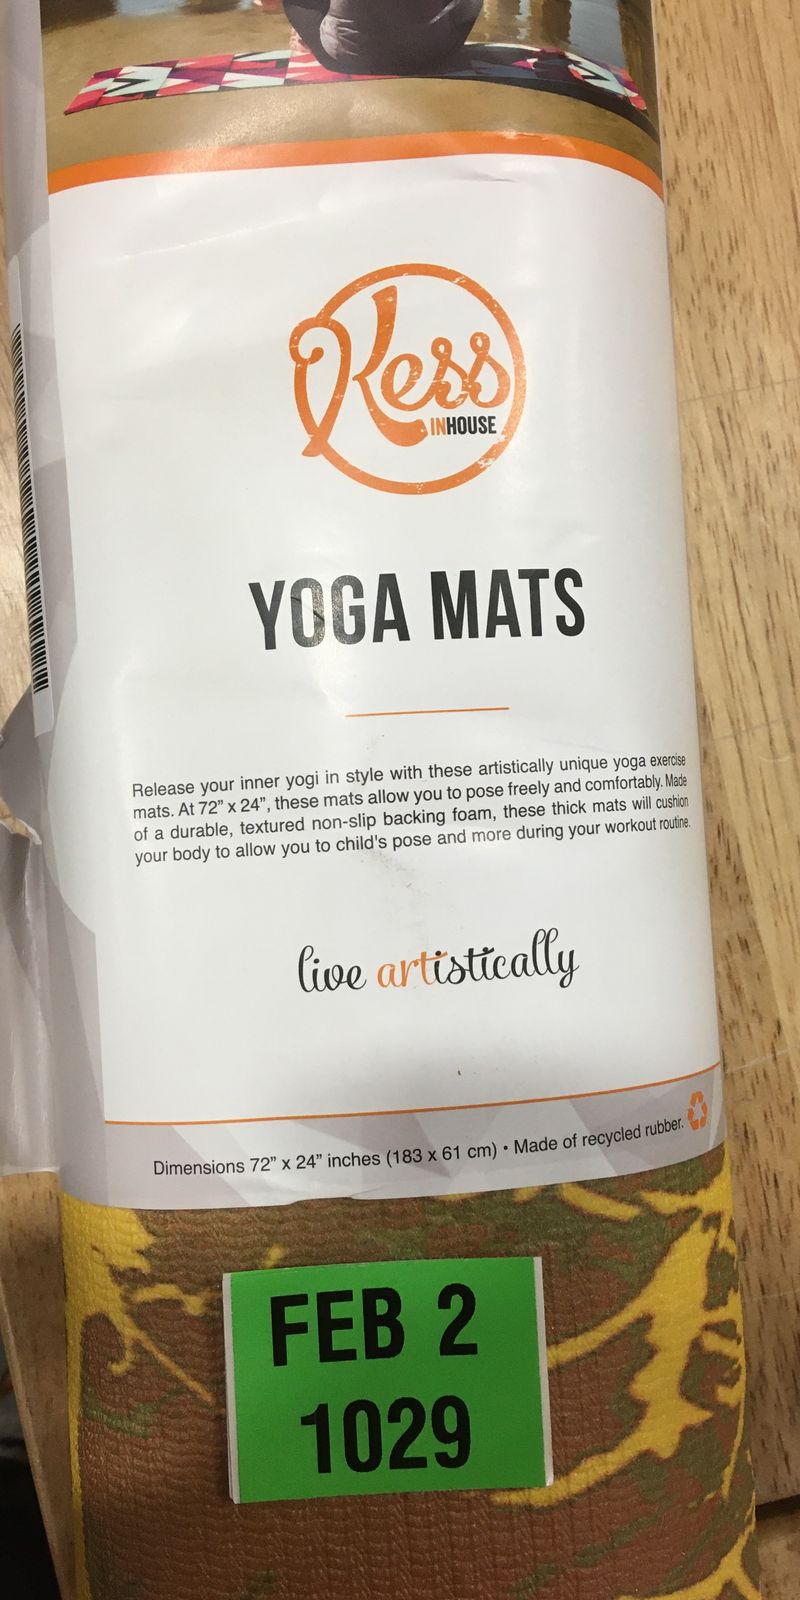 Kess
INHOUSE
YOGA MATS
Release your inner yogi in style with these artistically unique yoga exercise
mats. At 72” x 24”, these mats allow you to pose freely and comfortably. Made
of a durable, textured non-slip backing foam, these thick mats will cushion
your body to allow you to child's pose and more during your workout routine.
live artistically
Dimensions 72” x 24” inches (183 x 61 cm) • Made of recycled rubber.
FEB 2
1029